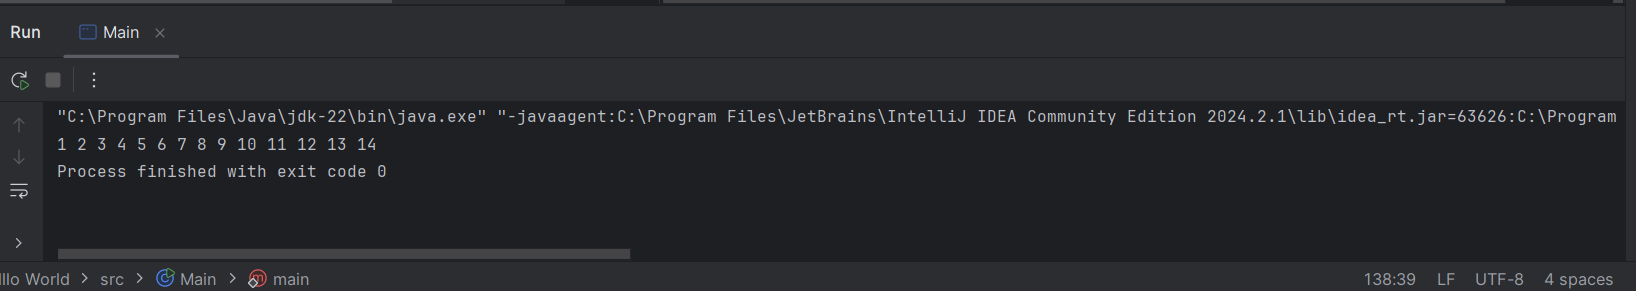 Run Main
"C:\Program Files\Java\jdk-22\bin\java.exe" "-javaagent:C:\Program Files\JetBrains\IntelliJ IDEA Community Edition 2024.2.1\lib\idea_rt.jar=63626:C:\Program
1 2 3 4 5 6 7 8 9 10 11 12 13 14
Process finished with exit code 0
llo World > src > Main > main 138:39 LF UTF-8 4 spaces